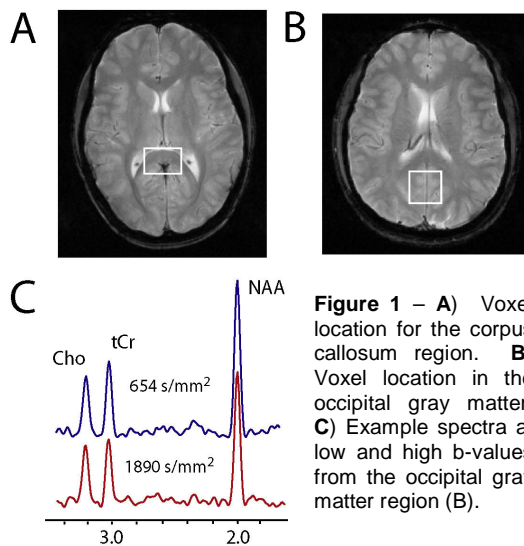 A
B
C
NAA
tCr
Cho
654 s/mm²
1890 s/mm²
3.0
2.0
Figure 1 – A) Voxel
location for the corpus
callosum region. B
Voxel location in the
occipital gray matter
C) Example spectra a
low and high b-values
from the occipital gray
matter region (B).